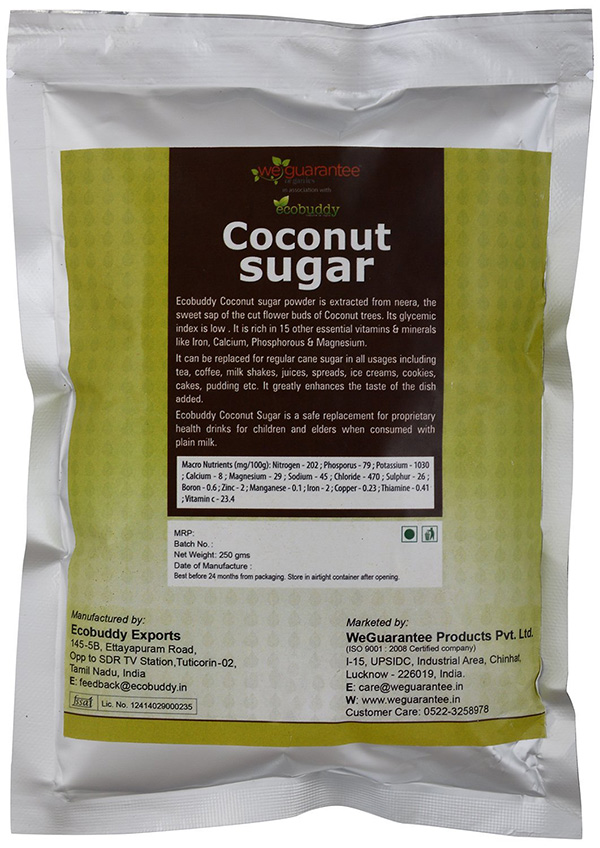 we guarantee
in association with
ecobuddy
Coconut
sugar
Ecobuddy Coconut sugar powder is extracted from neera, the
sweet sap of the cut flower buds of Coconut trees. Its glycemic
index is low . It is rich in 15 other essential vitamins & minerals
like Iron, Calcium, Phosphorous & Magnesium.
It can be replaced for regular cane sugar in all usages including
tea, coffee, milk shakes, juices, spreads, ice creams, cookies,
cakes, pudding etc. It greatly enhances the taste of the dish
added.
Ecobuddy Coconut Sugar is a safe replacement for proprietary
health drinks for children and elders when consumed with
plain milk.
Macro Nutrients (mg/100g): Nitrogen - 202 ; Phosporus - 79 ; Potassium - 1030
; Calcium - 8 ; Magnesium - 29 ; Sodium - 45 ; Chloride - 470 ; Sulphur - 26 ;
Boron - 0.6 ; Zinc - 2 ; Manganese - 0.1 ; Iron - 2 ; Copper - 0.23 ; Thiamine - 0.41
; Vitamin c - 23.4
MRP:
Batch No. :
Net Weight: 250 gms
Date of Manufacture :
Best before 24 months from packaging. Store in airtight container after opening.
Manufactured by:
Ecobuddy Exports
145-5B, Ettayapuram Road,
Opp to SDR TV Station,Tuticorin-02,
Tamil Nadu, India
E: feedback@ecobuddy.in
fssai Lic. No. 12414029000235
Marketed by:
WeGuarantee Products Pvt. Ltd.
(ISO 9001 : 2008 Certified company)
I-15, UPSIDC, Industrial Area, Chinhat,
Lucknow - 226019, India.
E: care@weguarantee.in
W: www.weguarantee.in
Customer Care: 0522-3258978